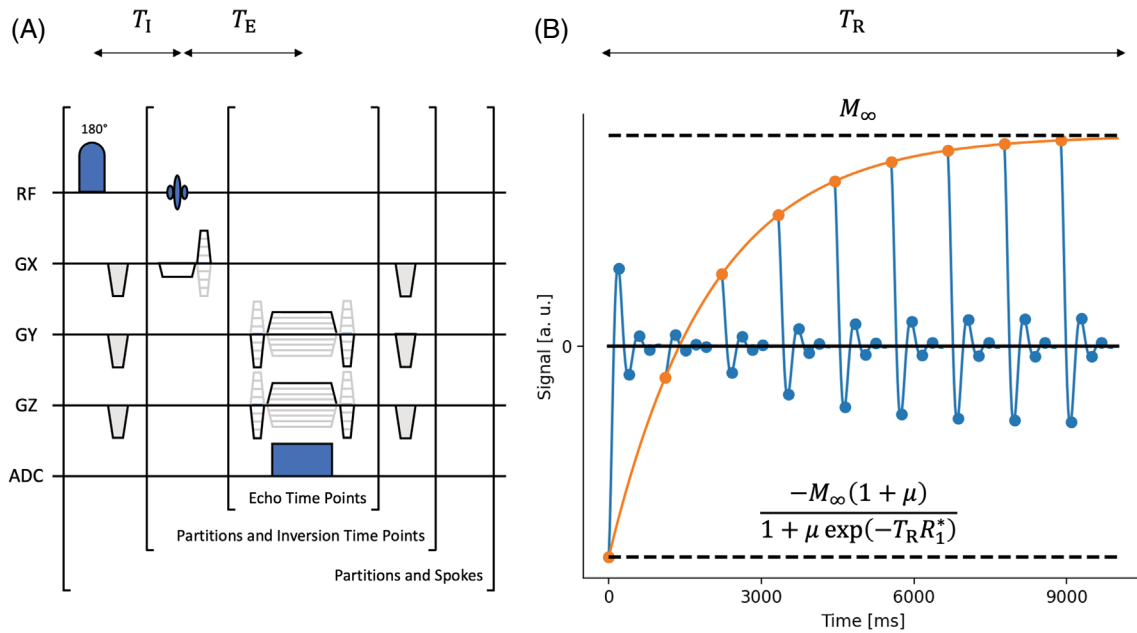 (A)
T_I
T_E
180°
RF
GX
GY
GZ
ADC
Echo Time Points
Partitions and Inversion Time Points
Partitions and Spokes
(B)
T_R
M_∞
Signal [a. u.]
0
−M_∞(1 + μ)
1 + μ exp(−T_R R_1^*)
0 3000 6000 9000
Time [ms]